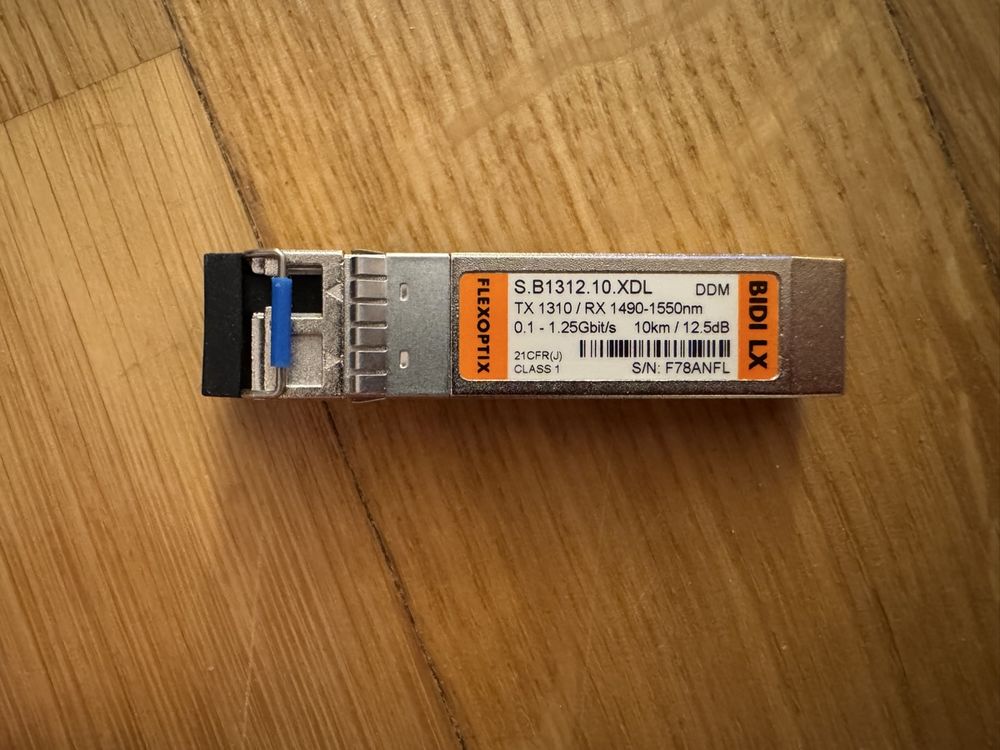 FLEXOPTIX
S.B1312.10.XDL DDM
TX 1310 / RX 1490-1550nm
0.1 - 1.25Gbit/s 10km / 12.5dB
21CFR(J)
CLASS 1
S/N: F78ANFL
BIDI LX